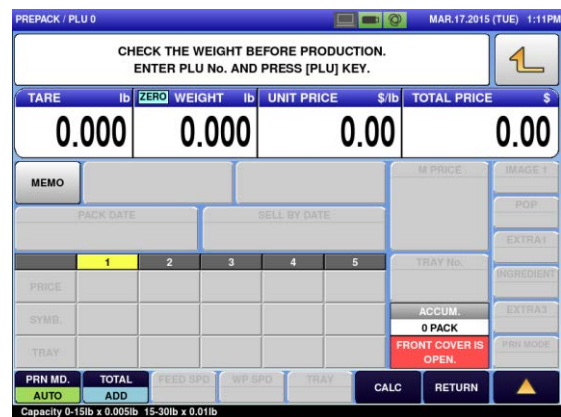 PREPACK / PLU 0 MAR.17.2015 (TUE) 1:11PM
CHECK THE WEIGHT BEFORE PRODUCTION.
ENTER PLU No. AND PRESS [PLU] KEY.
TARE lb ZERO WEIGHT lb UNIT PRICE $/lb TOTAL PRICE $
0.000 0.000 0.00 0.00
MEMO M PRICE IMAGE 1
POP
PACK DATE SELL BY DATE
EXTRA1
1 2 3 4 5 TRAY No.
INGREDIENT
PRICE
SYMB. ACCUM. EXTRA3
0 PACK
TRAY FRONT COVER IS OPEN. PRN MODE
PRN MD. TOTAL FEED SPD WP SPD TRAY CALC RETURN
AUTO ADD
Capacity 0-15lb x 0.005lb 15-30lb x 0.01lb